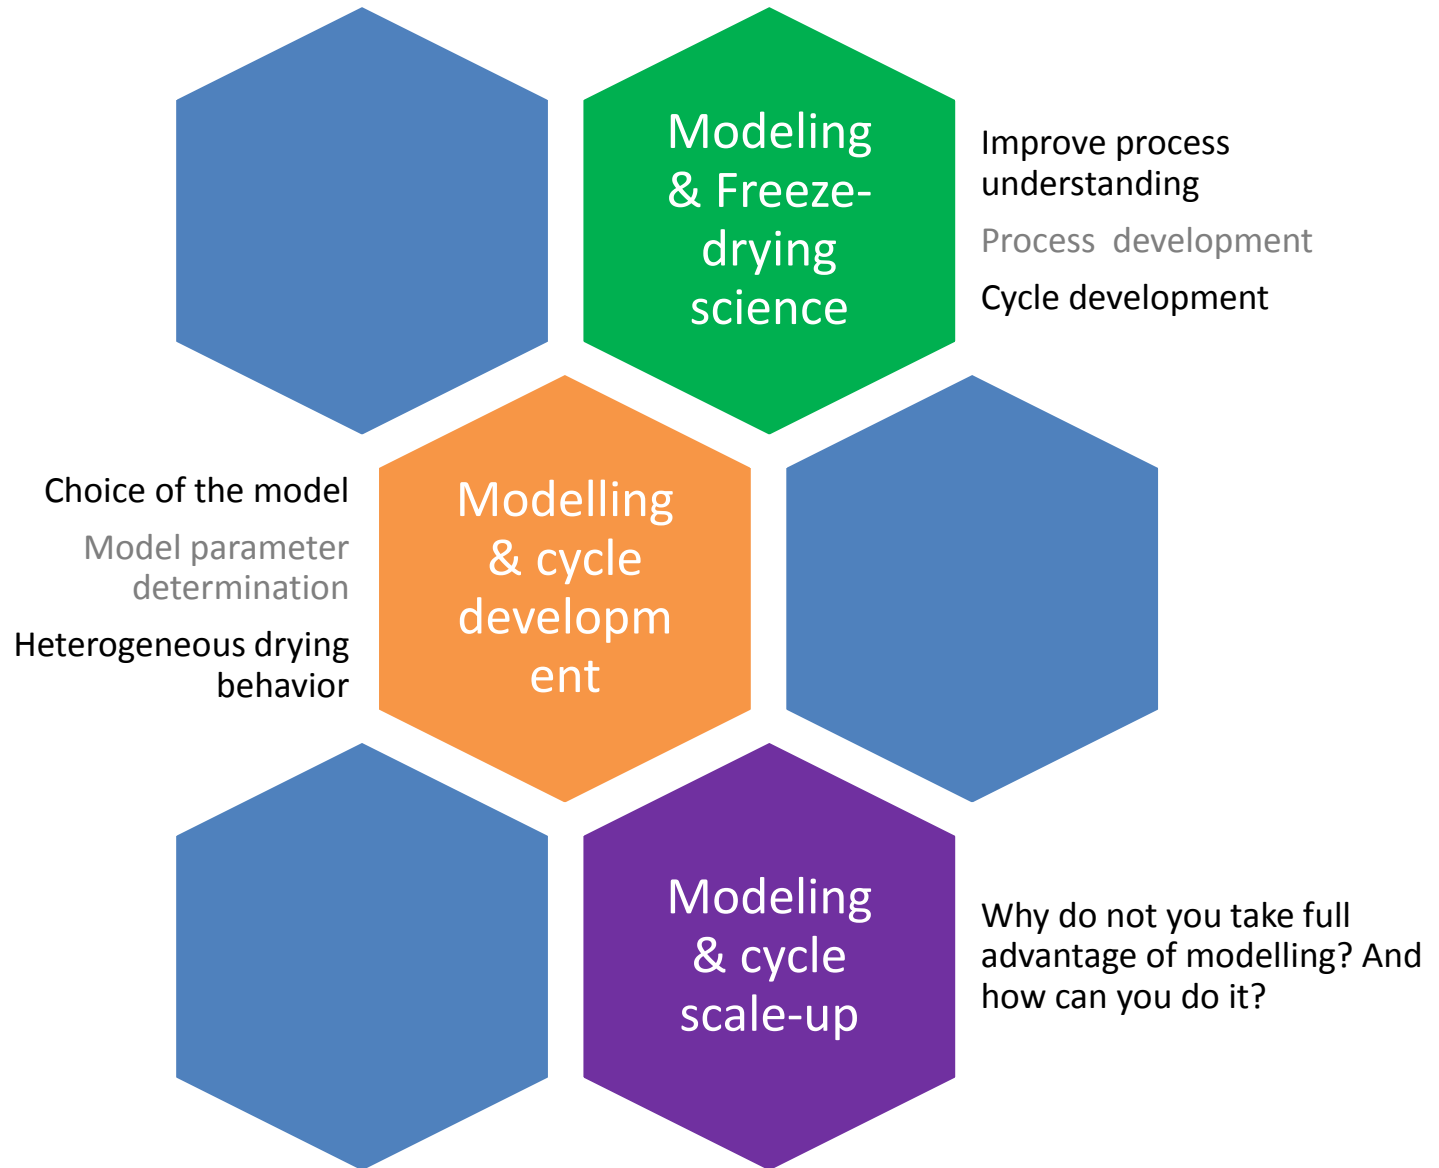 Modeling
& Freeze-
drying
science
Improve process
understanding
Process  development
Cycle development
Choice of the model
Model parameter
determination
Heterogeneous drying
behavior
Modelling
& cycle
developm
ent
Modeling
& cycle
scale-up
Why do not you take full
advantage of modelling? And
how can you do it?